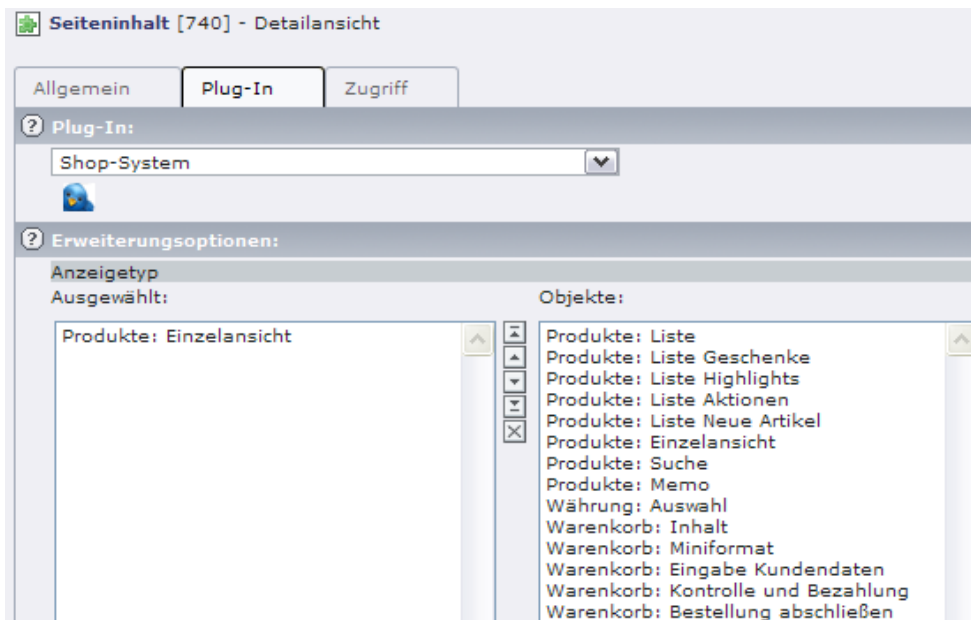 Seiteninhalt [740] - Detailansicht
Allgemein Plug-In Zugriff
Plug-In:
Shop-System
Erweiterungsoptionen:
Anzeigetyp
Ausgewählt: Objekte:
Produkte: Einzelansicht
Produkte: Liste
Produkte: Liste Geschenke
Produkte: Liste Highlights
Produkte: Liste Aktionen
Produkte: Liste Neue Artikel
Produkte: Einzelansicht
Produkte: Suche
Produkte: Memo
Währung: Auswahl
Warenkorb: Inhalt
Warenkorb: Miniformat
Warenkorb: Eingabe Kundendaten
Warenkorb: Kontrolle und Bezahlung
Warenkorb: Bestellung abschließen